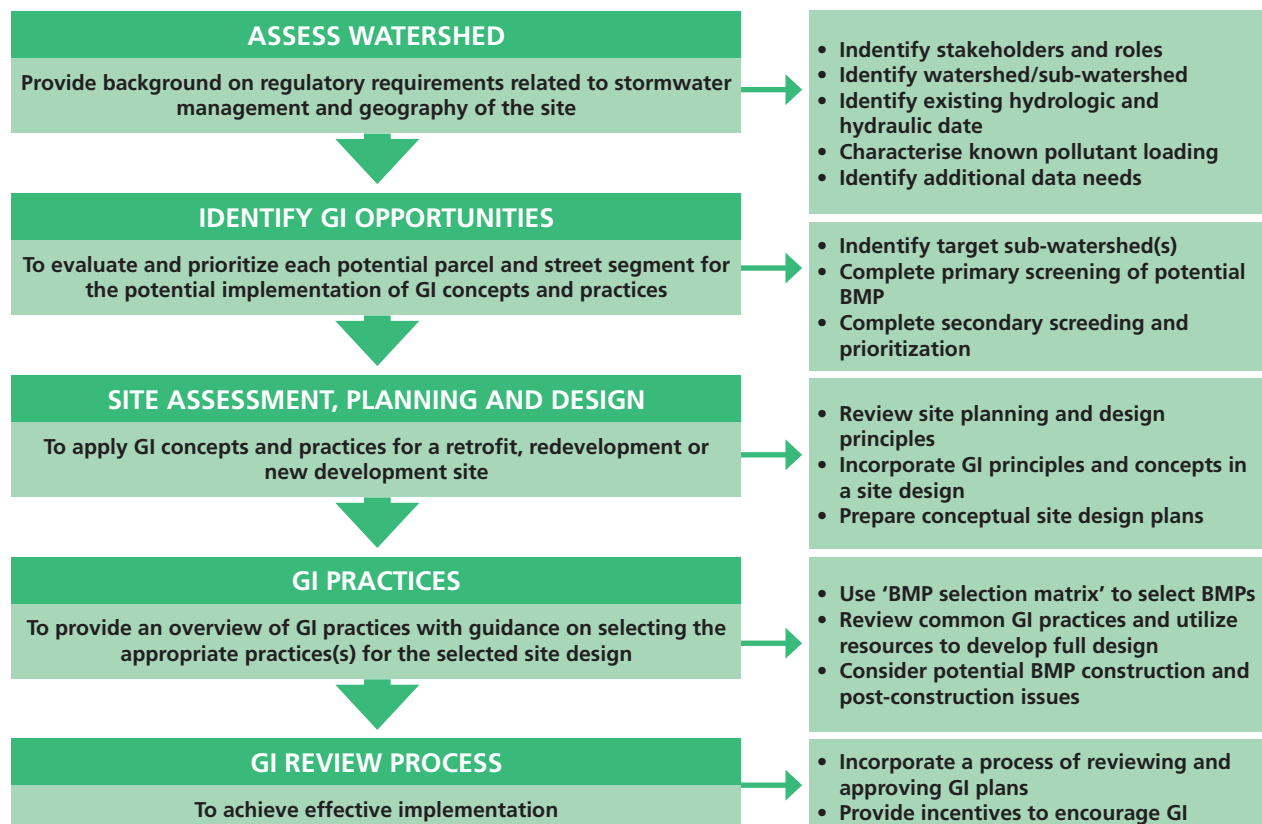 ASSESS WATERSHED
Provide background on regulatory requirements related to stormwater
management and geography of the site
• Indentify stakeholders and roles
• Identify watershed/sub-watershed
• Identify existing hydrologic and
hydraulic date
• Characterise known pollutant loading
• Identify additional data needs
IDENTIFY GI OPPORTUNITIES
To evaluate and prioritize each potential parcel and street segment for
the potential implementation of GI concepts and practices
• Indentify target sub-watershed(s)
• Complete primary screening of potential
BMP
• Complete secondary screeding and
prioritization
SITE ASSESSMENT, PLANNING AND DESIGN
To apply GI concepts and practices for a retrofit, redevelopment or
new development site
• Review site planning and design
principles
• Incorporate GI principles and concepts in
a site design
• Prepare conceptual site design plans
GI PRACTICES
To provide an overview of GI practices with guidance on selecting the
appropriate practices(s) for the selected site design
• Use ‘BMP selection matrix’ to select BMPs
• Review common GI practices and utilize
resources to develop full design
• Consider potential BMP construction and
post-construction issues
GI REVIEW PROCESS
To achieve effective implementation
• Incorporate a process of reviewing and
approving GI plans
• Provide incentives to encourage GI